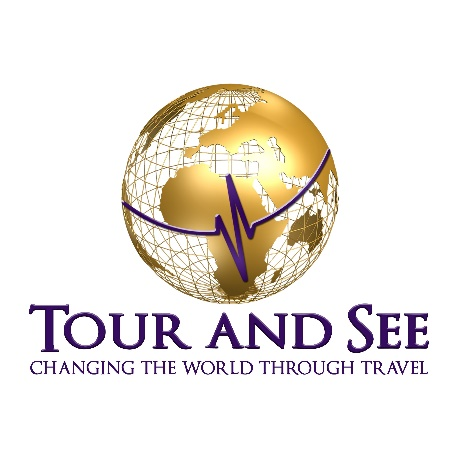 TOUR AND SEE
CHANGING THE WORLD THROUGH TRAVEL